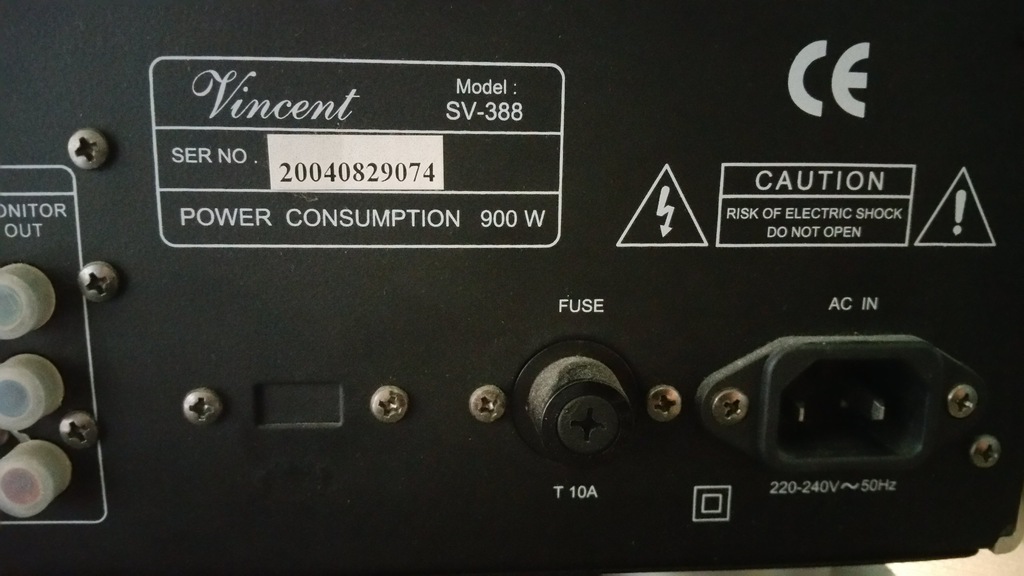 Vincent
Model :
SV-388
SER NO .
20040829074
POWER CONSUMPTION 900 W
CE
CAUTION
RISK OF ELECTRIC SHOCK
DO NOT OPEN
OUT
FUSE
AC IN
T 10A
220-240V～50Hz